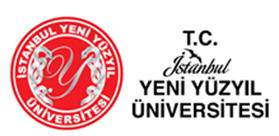 İSTANBUL YENİ YÜZYIL
ÜNİVERSİTESİ
Y
T.C.
İstanbul
YENİ YÜZYIL
ÜNİVERSİTESİ